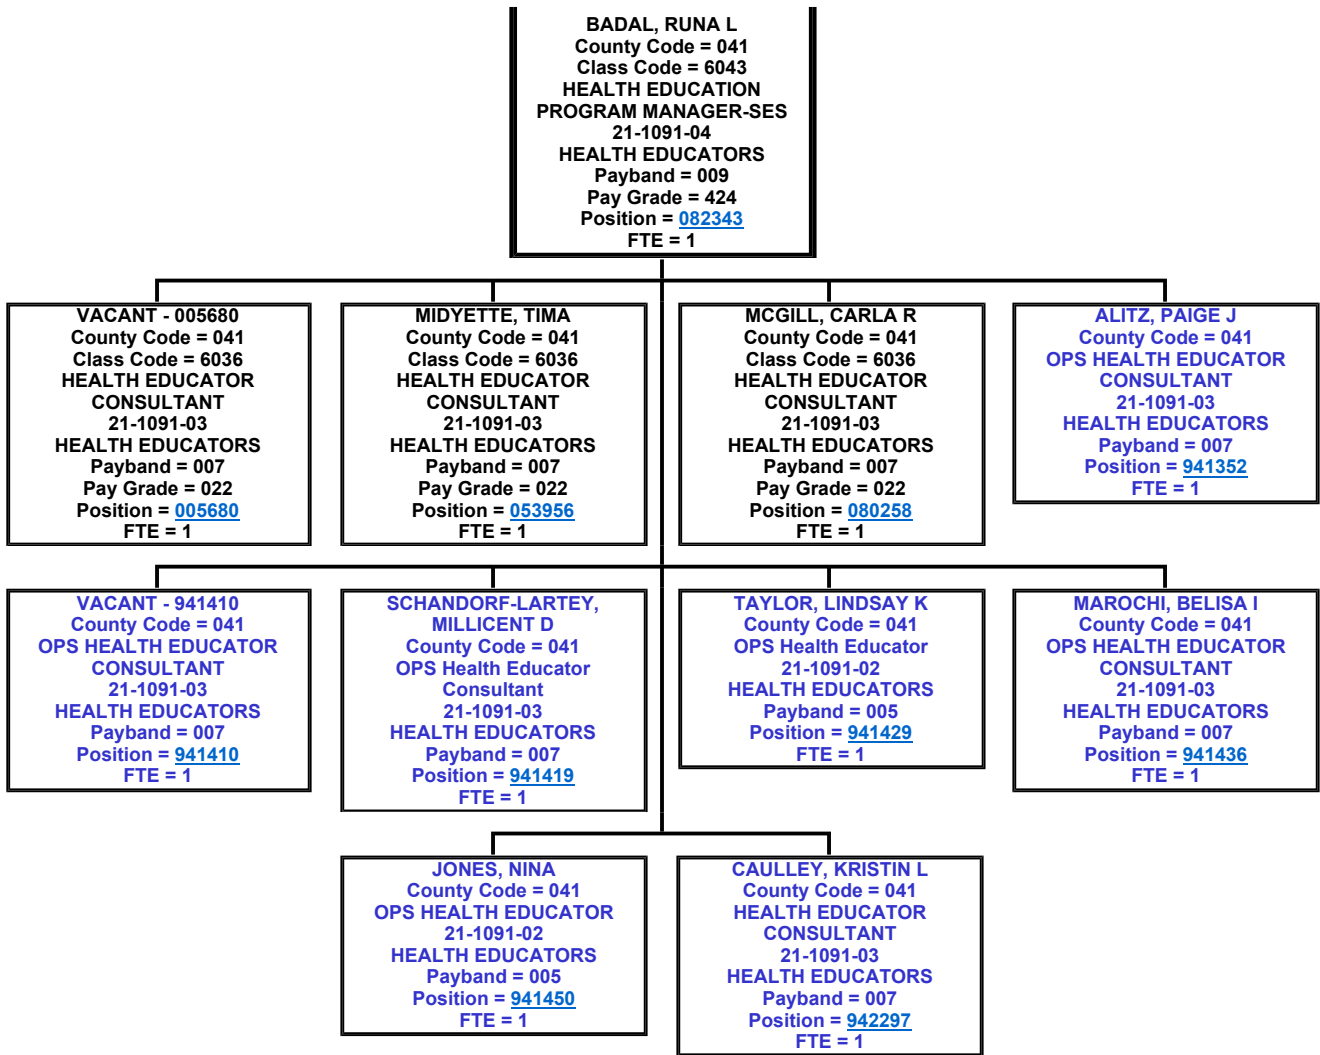 BADAL, RUNA L
County Code = 041
Class Code = 6043
HEALTH EDUCATION
PROGRAM MANAGER-SES
21-1091-04
HEALTH EDUCATORS
Payband = 009
Pay Grade = 424
Position = 082343
FTE = 1
VACANT - 005680
County Code = 041
Class Code = 6036
HEALTH EDUCATOR
CONSULTANT
21-1091-03
HEALTH EDUCATORS
Payband = 007
Pay Grade = 022
Position = 005680
FTE = 1
MIDYETTE, TIMA
County Code = 041
Class Code = 6036
HEALTH EDUCATOR
CONSULTANT
21-1091-03
HEALTH EDUCATORS
Payband = 007
Pay Grade = 022
Position = 053956
FTE = 1
MCGILL, CARLA R
County Code = 041
Class Code = 6036
HEALTH EDUCATOR
CONSULTANT
21-1091-03
HEALTH EDUCATORS
Payband = 007
Pay Grade = 022
Position = 080258
FTE = 1
ALITZ, PAIGE J
County Code = 041
OPS HEALTH EDUCATOR
CONSULTANT
21-1091-03
HEALTH EDUCATORS
Payband = 007
Position = 941352
FTE = 1
VACANT - 941410
County Code = 041
OPS HEALTH EDUCATOR
CONSULTANT
21-1091-03
HEALTH EDUCATORS
Payband = 007
Position = 941410
FTE = 1
SCHANDORF-LARTEY,
MILLICENT D
County Code = 041
OPS Health Educator
Consultant
21-1091-03
HEALTH EDUCATORS
Payband = 007
Position = 941419
FTE = 1
TAYLOR, LINDSAY K
County Code = 041
OPS Health Educator
21-1091-02
HEALTH EDUCATORS
Payband = 005
Position = 941429
FTE = 1
MAROCHI, BELISA I
County Code = 041
OPS HEALTH EDUCATOR
CONSULTANT
21-1091-03
HEALTH EDUCATORS
Payband = 007
Position = 941436
FTE = 1
JONES, NINA
County Code = 041
OPS HEALTH EDUCATOR
21-1091-02
HEALTH EDUCATORS
Payband = 005
Position = 941450
FTE = 1
CAULLEY, KRISTIN L
County Code = 041
HEALTH EDUCATOR
CONSULTANT
21-1091-03
HEALTH EDUCATORS
Payband = 007
Position = 942297
FTE = 1